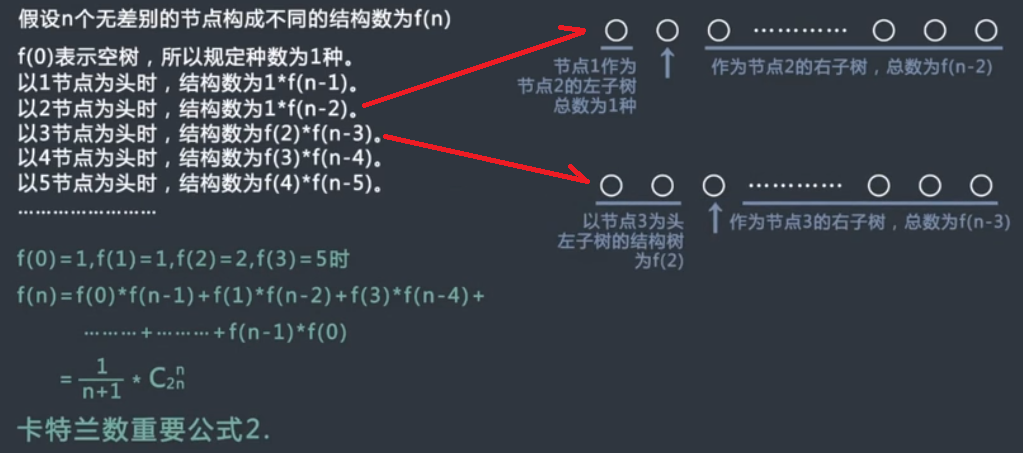 假设n个无差别的节点构成不同的结构数为f(n)
f(0)表示空树，所以规定种数为1种。
以1节点为头时，结构数为1*f(n-1)。
以2节点为头时，结构数为1*f(n-2)。
以3节点为头时，结构数为f(2)*f(n-3)。
以4节点为头时，结构数为f(3)*f(n-4)。
以5节点为头时，结构数为f(4)*f(n-5)。
……………………
f(0)=1,f(1)=1,f(2)=2,f(3)=5时
f(n)=f(0)*f(n-1)+f(1)*f(n-2)+f(3)*f(n-4)+
………+………+f(n-1)*f(0)
= 1/(n+1) * C₂ₙⁿ
卡特兰数重要公式2.
…………
节点1作为
节点2的左子树
总数为1种
作为节点2的右子树，总数为f(n-2)
…………
以节点3为头
左子树的结构树
为f(2)
作为节点3的右子树，总数为f(n-3)